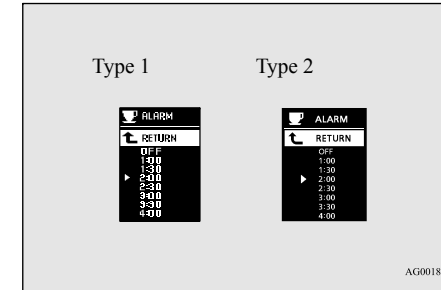 Type 1
Type 2
ALARM
RETURN
OFF
1:00
1:30
2:00
2:30
3:00
3:30
4:00
ALARM
RETURN
OFF
1:00
1:30
2:00
2:30
3:00
3:30
4:00
AG0018